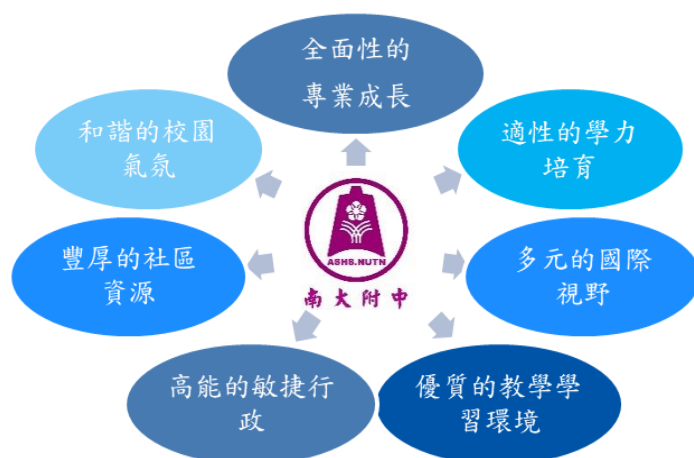 全面性的
專業成長
和諧的校園
氣氛
適性的學力
培育
豐厚的社區
資源
ASHS.NUTN
南大附中
多元的國際
視野
高能的敏捷行
政
優質的教學學
習環境